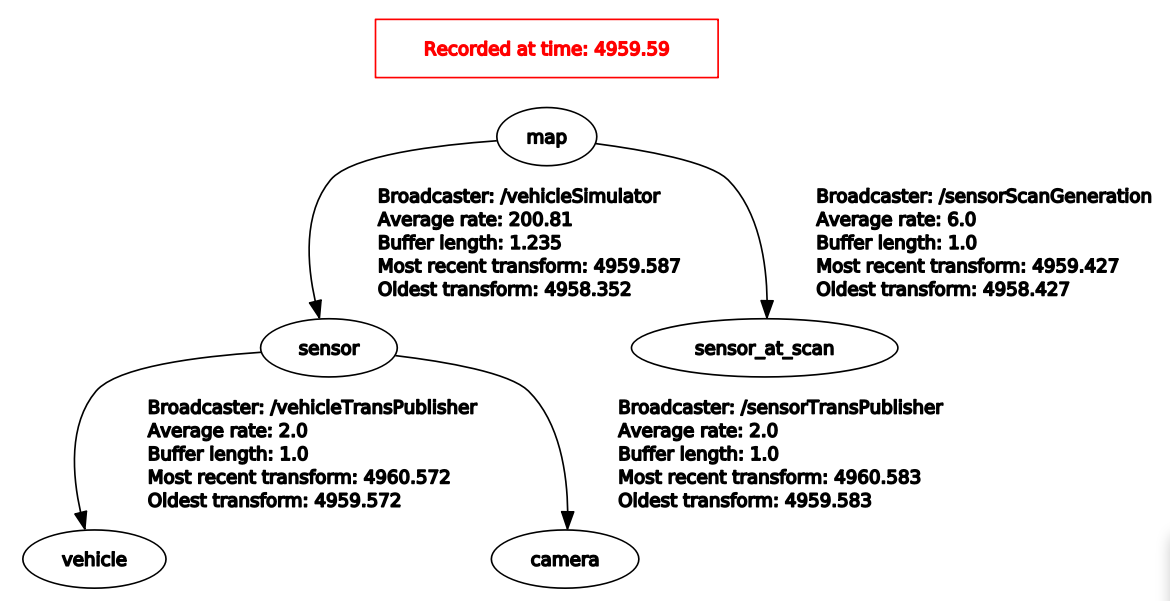 Recorded at time: 4959.59
map
Broadcaster: /vehicleSimulator
Average rate: 200.81
Buffer length: 1.235
Most recent transform: 4959.587
Oldest transform: 4958.352
Broadcaster: /sensorScanGeneration
Average rate: 6.0
Buffer length: 1.0
Most recent transform: 4959.427
Oldest transform: 4958.427
sensor
sensor_at_scan
Broadcaster: /vehicleTransPublisher
Average rate: 2.0
Buffer length: 1.0
Most recent transform: 4960.572
Oldest transform: 4959.572
Broadcaster: /sensorTransPublisher
Average rate: 2.0
Buffer length: 1.0
Most recent transform: 4960.583
Oldest transform: 4959.583
vehicle
camera